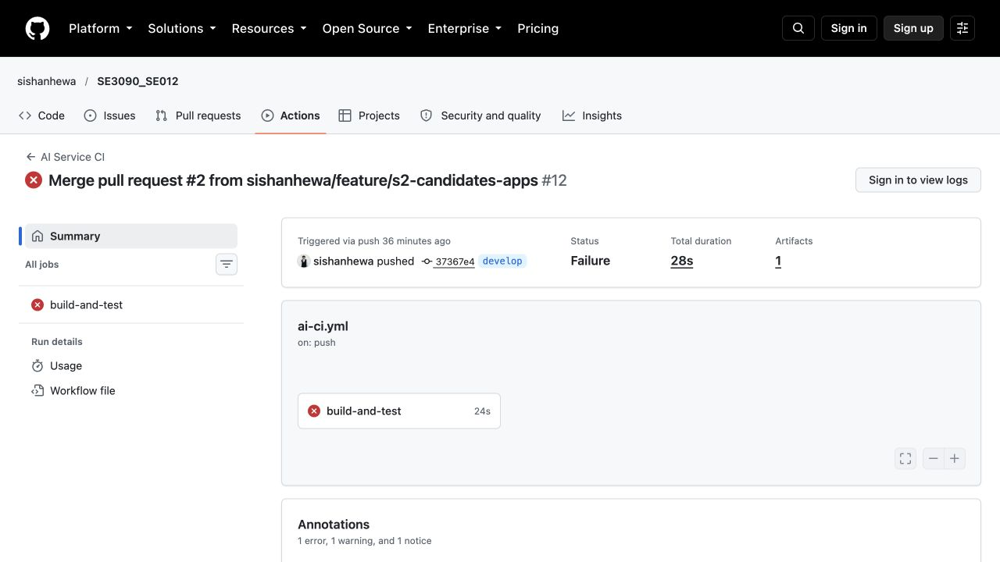 Platform Solutions Resources Open Source Enterprise Pricing Sign in Sign up
sishanhewa / SE3090_SE012
Code Issues Pull requests Actions Projects Security and quality Insights
AI Service CI
Merge pull request #2 from sishanhewa/feature/s2-candidates-apps #12
Sign in to view logs
Summary
All jobs
build-and-test
Run details
Usage
Workflow file
Triggered via push 36 minutes ago
sishanhewa pushed 37367e4 develop
Status
Failure
Total duration
28s
Artifacts
1
ai-ci.yml
on: push
build-and-test 24s
Annotations
1 error, 1 warning, and 1 notice